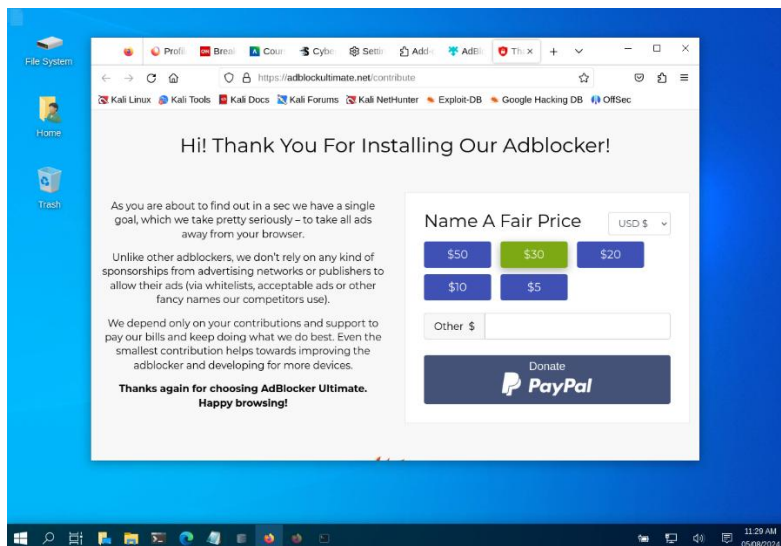 File System
Home
Trash
Profil
Break
Cour
Cybe
Settin
Add-
AdBl
Th
https://adblockultimate.net/contribute
Kali Linux Kali Tools Kali Docs Kali Forums Kali NetHunter Exploit-DB Google Hacking DB OffSec
Hi! Thank You For Installing Our Adblocker!
As you are about to find out in a sec we have a single
goal, which we take pretty seriously – to take all ads
away from your browser.
Unlike other adblockers, we don't rely on any kind of
sponsorships from advertising networks or publishers to
allow their ads (via whitelists, acceptable ads or other
fancy names our competitors use).
We depend only on your contributions and support to
pay our bills and keep doing what we do best. Even the
smallest contribution helps towards improving the
adblocker and developing for more devices.
Thanks again for choosing AdBlocker Ultimate.
Happy browsing!
Name A Fair Price USD $
$50 $30 $20
$10 $5
Other $
Donate
PayPal
11:29 AM
05/08/2024